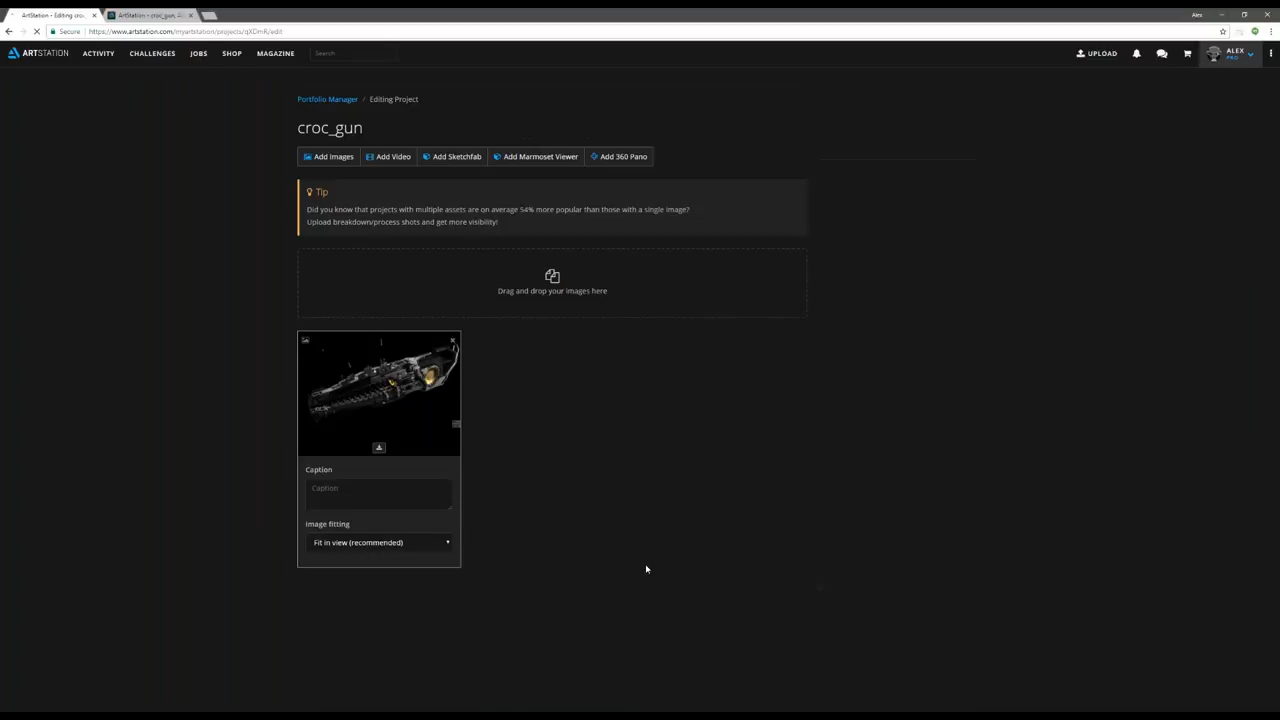 ArtStation - Editing croc_
ArtStation - croc_gun, Al
Alex
Secure https://www.artstation.com/myartstation/projects/qXDmK/edit
ARTSTATION ACTIVITY CHALLENGES JOBS SHOP MAGAZINE Search UPLOAD ALEX
PRO
Portfolio Manager / Editing Project
croc_gun
Add Images Add Video Add Sketchfab Add Marmoset Viewer Add 360 Pano
Tip
Did you know that projects with multiple assets are on average 54% more popular than those with a single image?
Upload breakdown/process shots and get more visibility!
Drag and drop your images here
Caption
Caption
Image fitting
Fit in view (recommended)